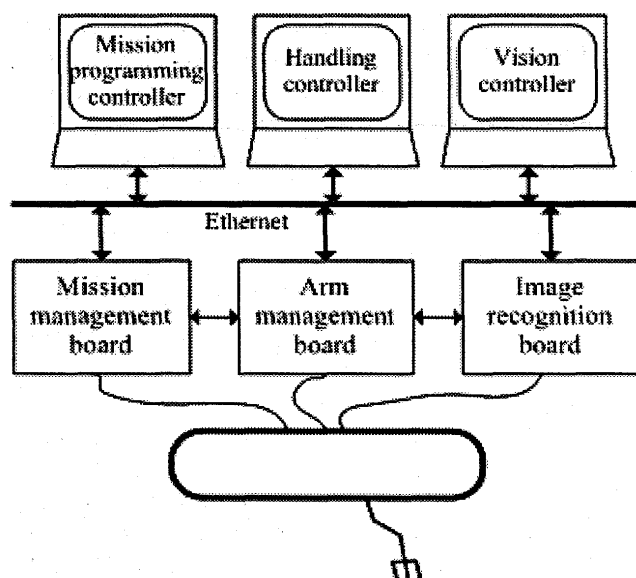 Mission
programming
controller
Handling
controller
Vision
controller
Ethernet
Mission
management
board
Arm
management
board
Image
recognition
board